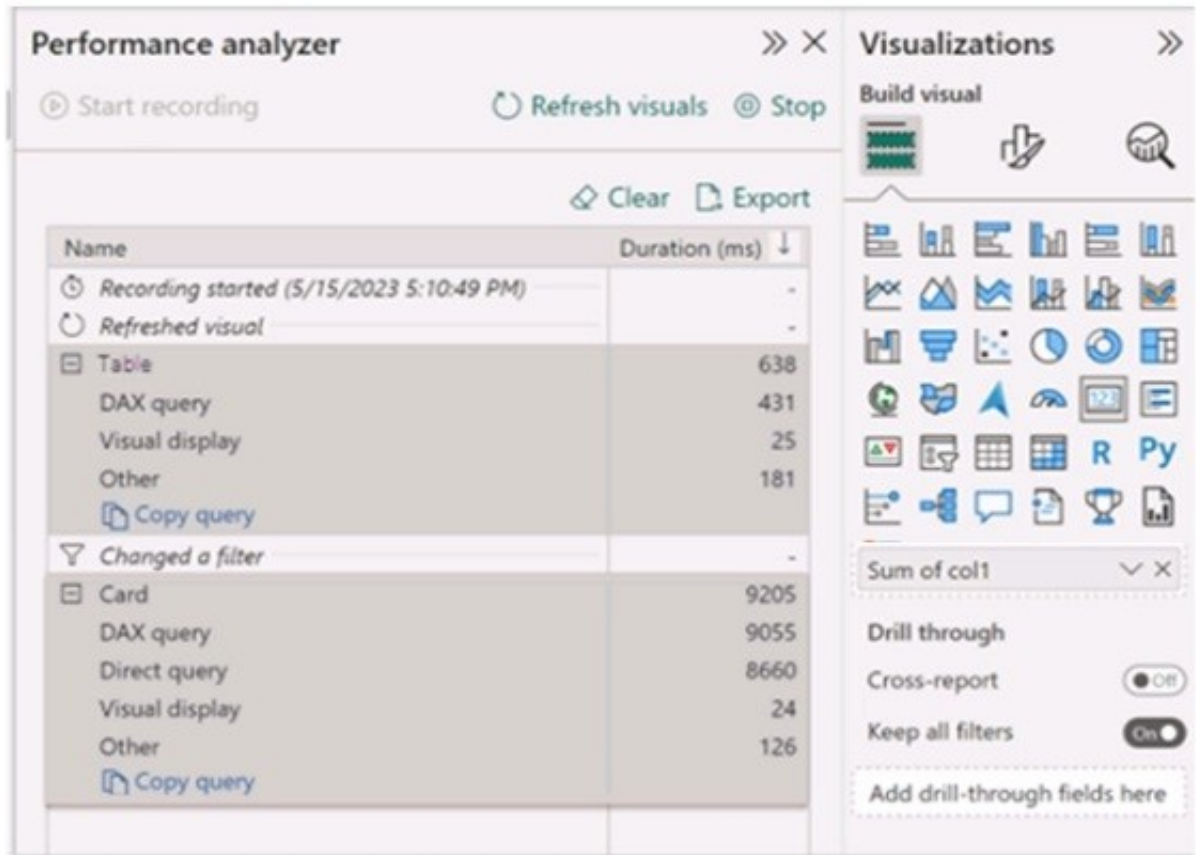 Performance analyzer
Start recording
Refresh visuals
Stop
Clear
Export
Name Duration (ms)
Recording started (5/15/2023 5:10:49 PM) -
Refreshed visual -
Table 638
DAX query 431
Visual display 25
Other 181
Copy query
Changed a filter -
Card 9205
DAX query 9055
Direct query 8660
Visual display 24
Other 126
Copy query
Visualizations
Build visual
123
R Py
Sum of col1
Drill through
Cross-report Off
Keep all filters On
Add drill-through fields here